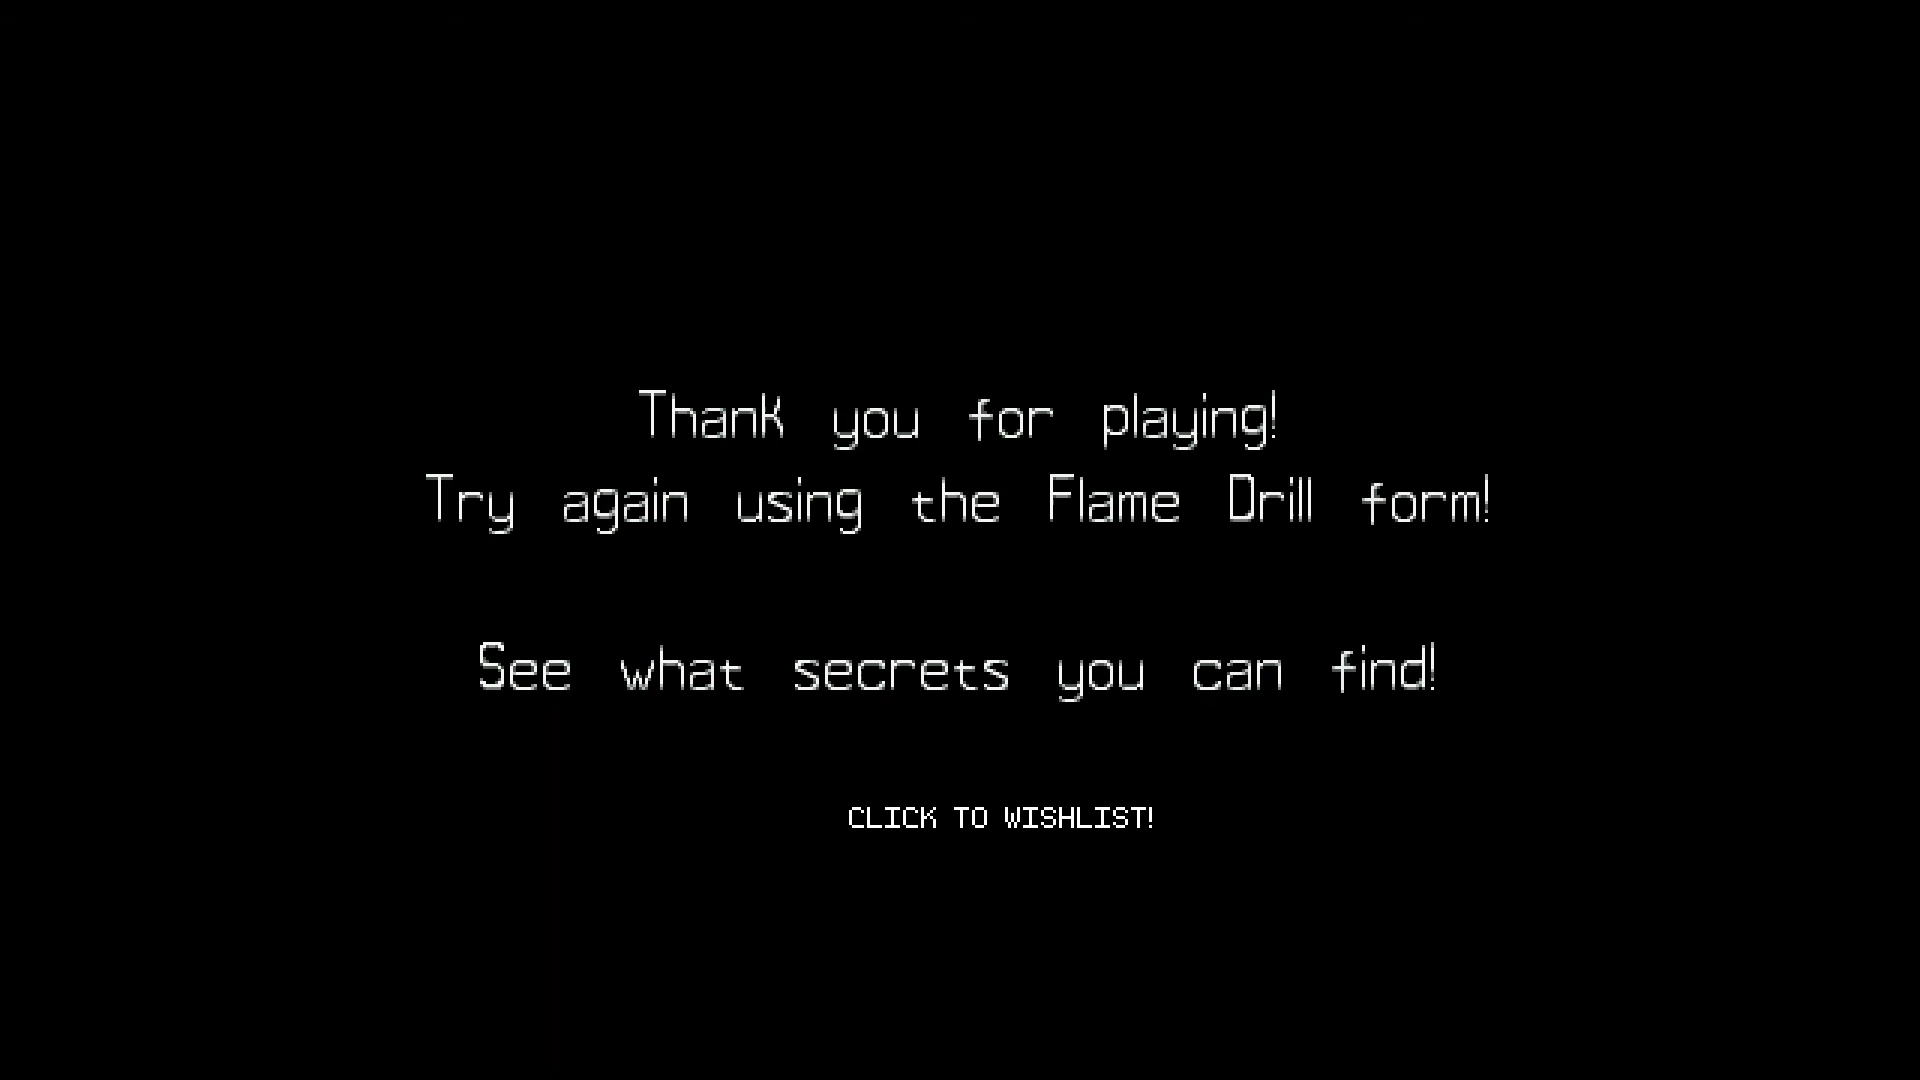 Thank you for playing!
Try again using the Flame Drill form!
See what secrets you can find!
CLICK TO WISHLIST!